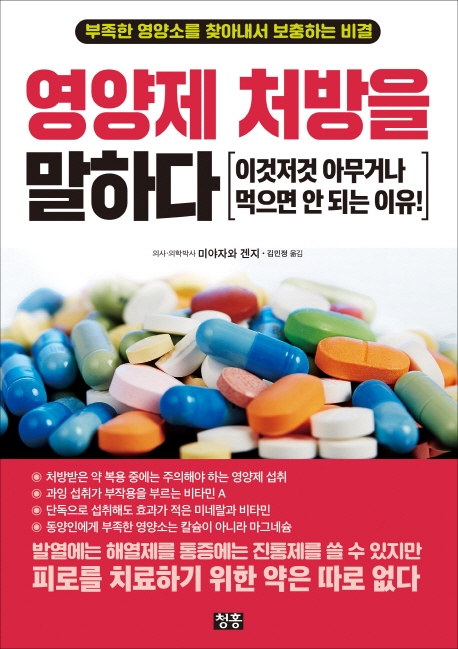 부족한 영양소를 찾아내서 보충하는 비결
영양제 처방을
말하다
[이것저것 아무거나
먹으면 안 되는 이유!]
의사·의학박사 미야자와 겐지 · 김민정 옮김
◉ 처방받은 약 복용 중에는 주의해야 하는 영양제 섭취
◉ 과잉 섭취가 부작용을 부르는 비타민 A
◉ 단독으로 섭취해도 효과가 적은 미네랄과 비타민
◉ 동양인에게 부족한 영양소는 칼슘이 아니라 마그네슘
발열에는 해열제를 통증에는 진통제를 쓸 수 있지만
피로를 치료하기 위한 약은 따로 없다
청홍